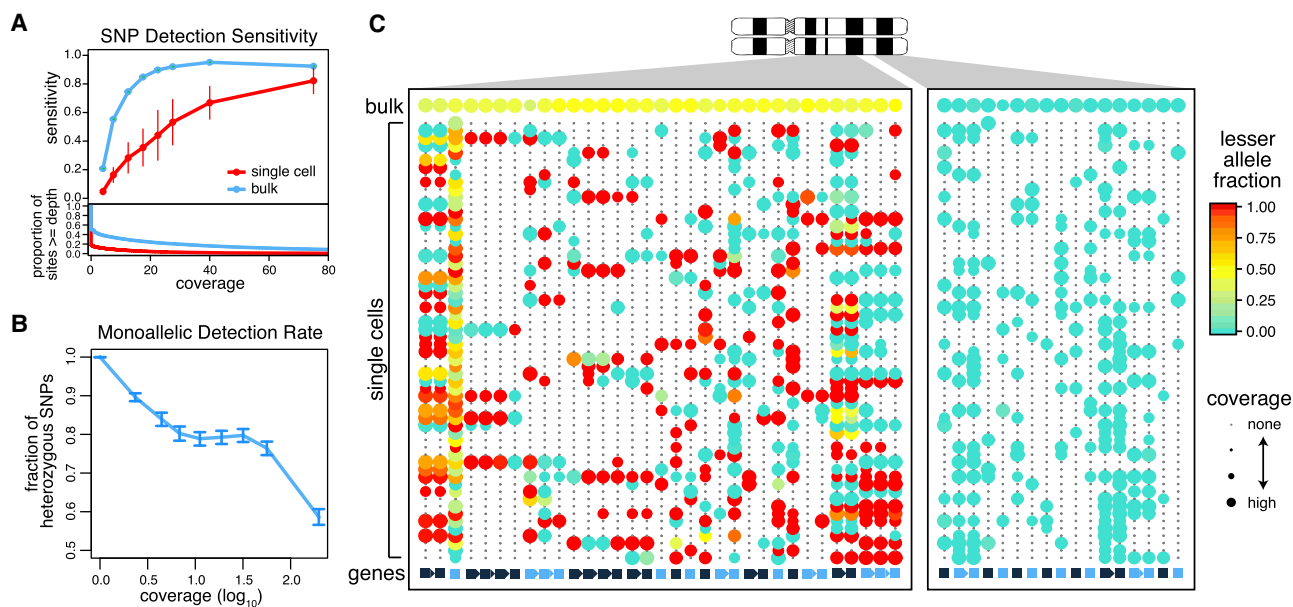 A
SNP Detection Sensitivity
sensitivity
1.0
0.8
0.6
0.4
0.2
0.0
single cell
bulk
proportion of
sites >= depth
1.0
0.8
0.6
0.4
0.2
0.0
0 20 40 60 80
coverage
B
Monoallelic Detection Rate
fraction of
heterozygous SNPs
1.0
0.9
0.8
0.7
0.6
0.5
0.0 0.5 1.0 1.5 2.0
coverage (log10)
C
bulk
single cells
genes
lesser
allele
fraction
1.00
0.75
0.50
0.25
0.00
coverage
none
high